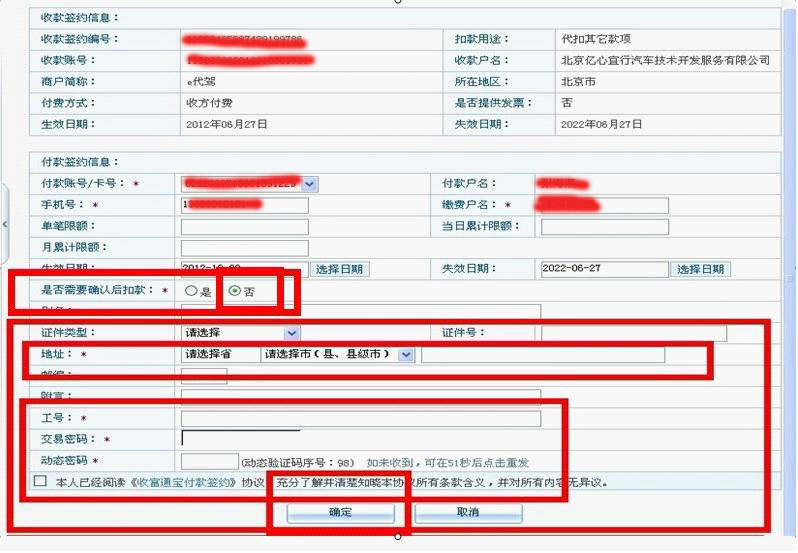 收款签约信息：
收款签约编号： 扣款用途： 代扣其它款项
收款账号： 收款户名： 北京亿心宜行汽车技术开发服务有限公司
商户简称： e代驾 所在地区： 北京市
付费方式： 收方付费 是否提供发票： 否
生效日期： 2012年06月27日 失效日期： 2022年06月27日
付款签约信息：
付款账号/卡号： * 付款户名：
手机号： * 缴费户名： *
单笔限额： 当日累计限额：
月累计限额：
生效日期： 选择日期 失效日期： 2022-06-27 选择日期
是否需要确认后扣款： * 是 否
证件类型： 请选择 证件号：
地址： * 请选择省 请选择市（县、县级市）
邮编：
附言：
工号： *
交易密码： *
动态密码 * (动态验证码序号：98) 如未收到，可在51秒后点击重发
本人已经阅读《收富通宝付款签约》协议，充分了解并清楚知晓本协议所有条款含义，并对所有内容无异议。
确定 取消